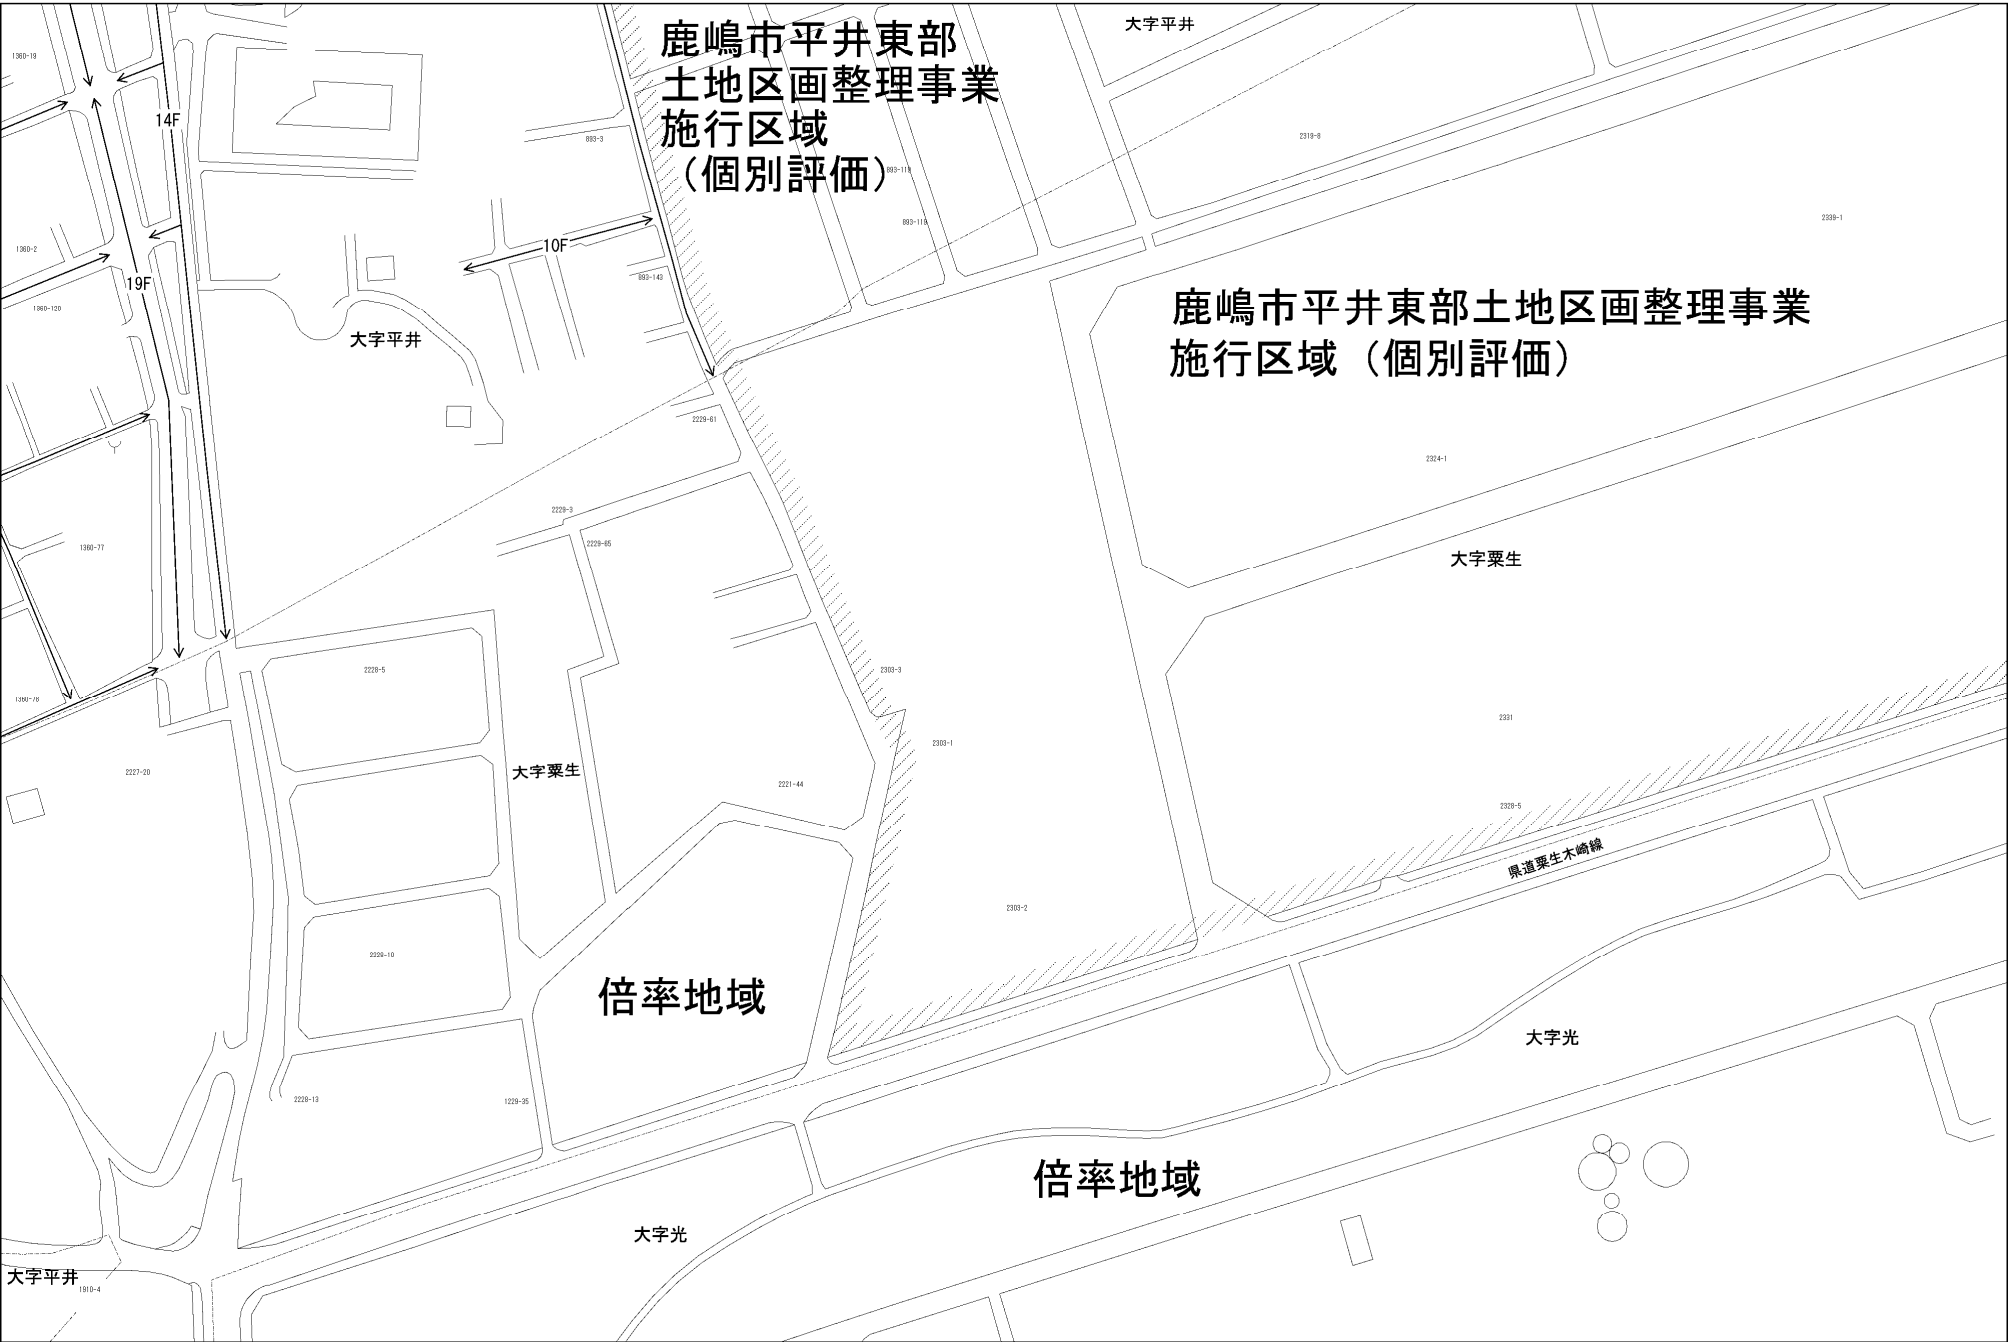 大字平井
鹿嶋市平井東部
土地区画整理事業
施行区域
（個別評価）
1360-19
14F
893-3
2319-8
893-119
893-119
2339-1
1360-2
10F
893-143
19F
1360-120
大字平井
鹿嶋市平井東部土地区画整理事業
施行区域（個別評価）
2229-61
2324-1
2229-3
2229-65
1360-77
大字粟生
2228-5
2303-3
1360-78
2331
2303-1
2227-20
大字粟生
2221-44
2328-5
県道粟生木崎線
2303-2
2228-10
倍率地域
大字光
2228-13
1229-35
倍率地域
大字光
大字平井
1910-4